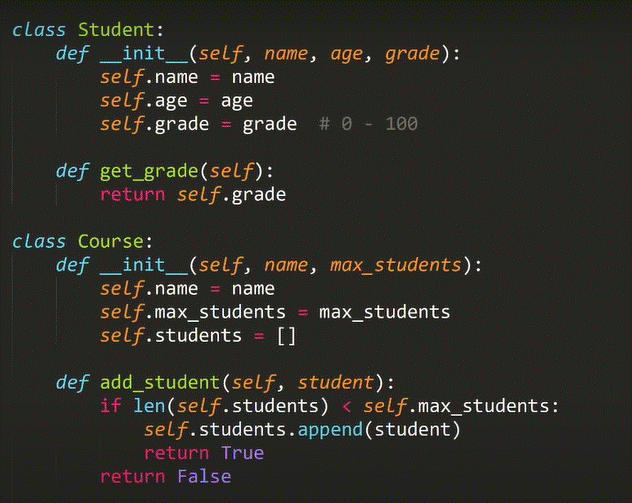 class Student:
    def __init__(self, name, age, grade):
        self.name = name
        self.age = age
        self.grade = grade  # 0 - 100

    def get_grade(self):
        return self.grade

class Course:
    def __init__(self, name, max_students):
        self.name = name
        self.max_students = max_students
        self.students = []

    def add_student(self, student):
        if len(self.students) < self.max_students:
            self.students.append(student)
            return True
        return False